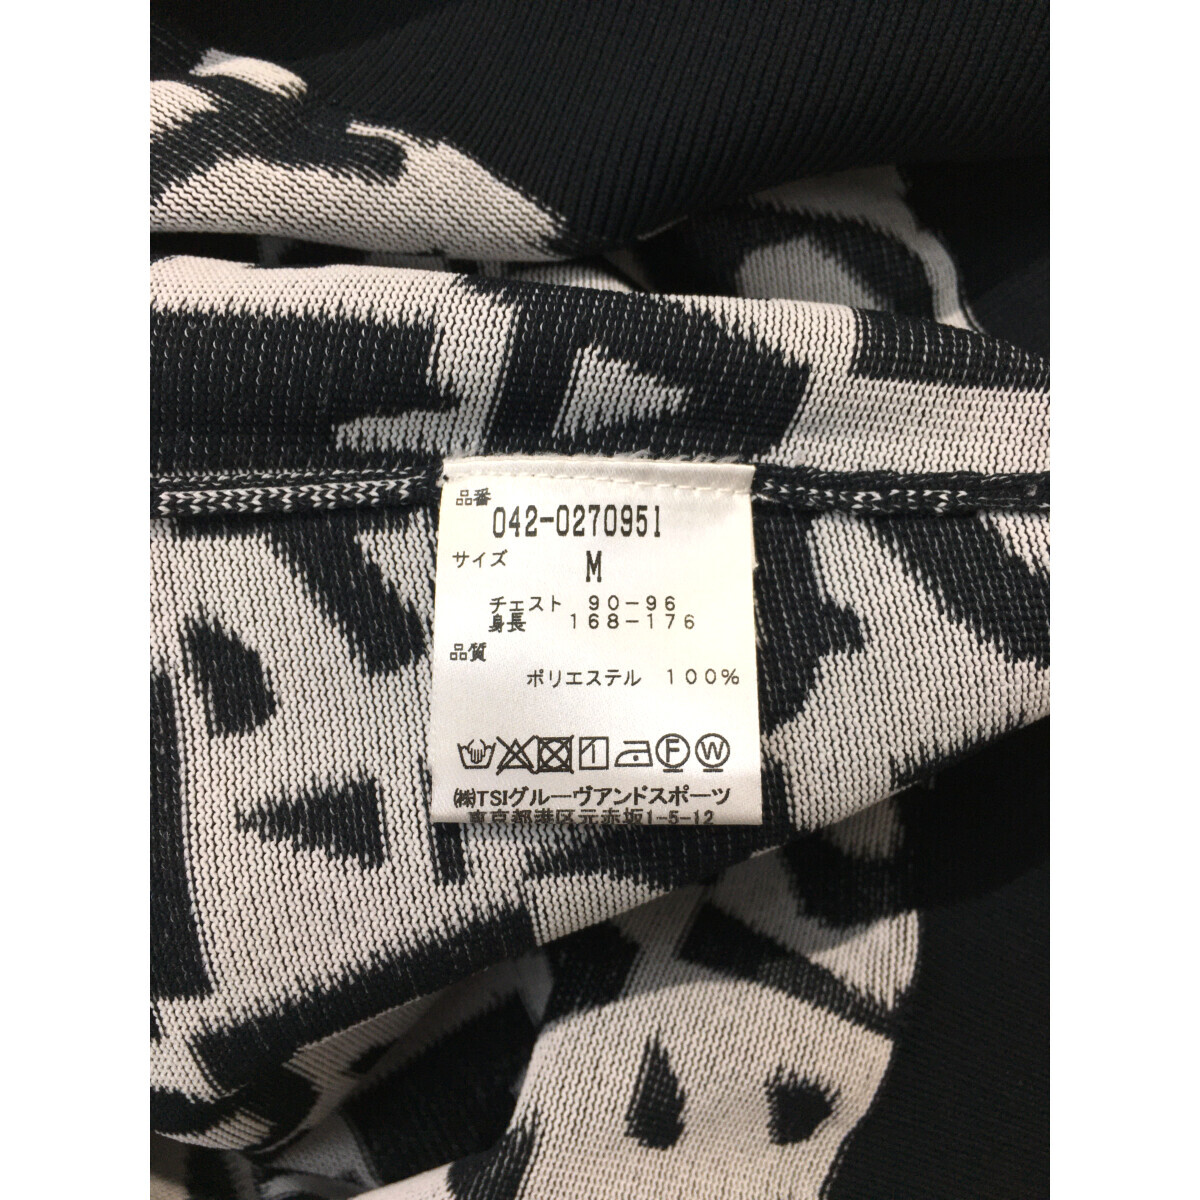 品番
042-0270951
サイズ
M
チェスト 90-96
身長 168-176
品質
ポリエステル 100%
F W
㈱TSIグルーヴアンドスポーツ
東京都港区元赤坂1-5-12